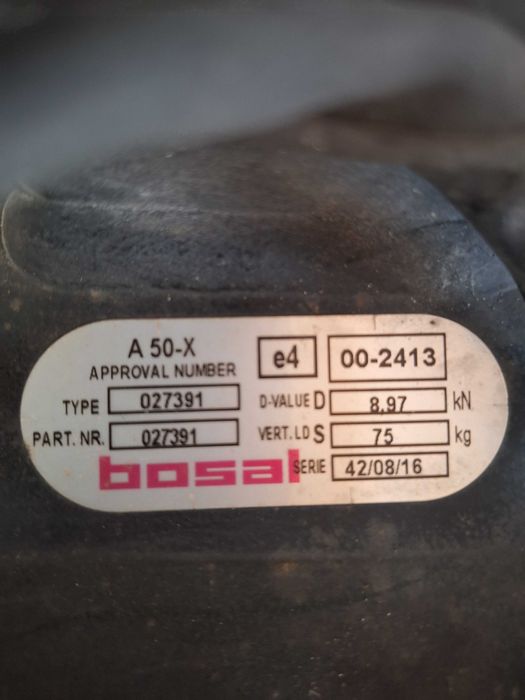 A 50-X
APPROVAL NUMBER
e4
00-2413
TYPE 027391 D-VALUE D 8.97 kN
PART. NR. 027391 VERT. LD S 75 kg
bosal SERIE 42/08/16